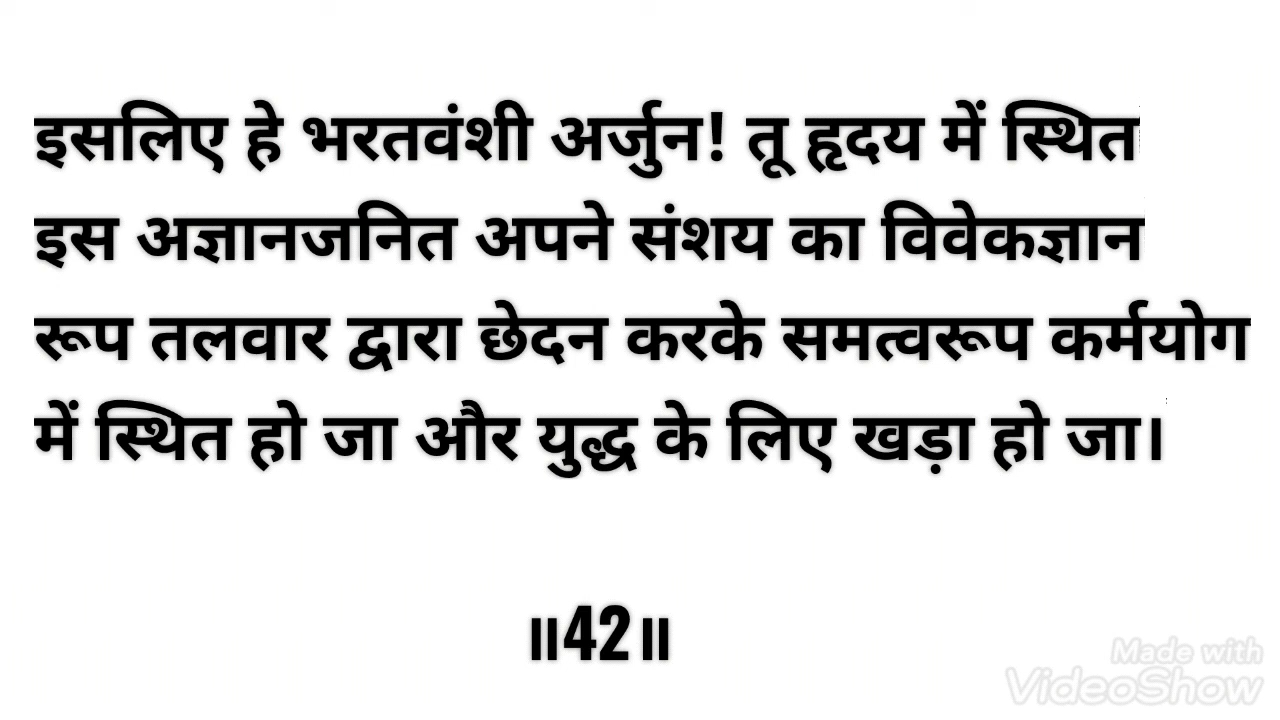 इसलिए हे भरतवंशी अर्जुन! तू हृदय में स्थित
इस अज्ञानजनित अपने संशय का विवेकज्ञान
रूप तलवार द्वारा छेदन करके समत्वरूप कर्मयोग
में स्थित हो जा और युद्ध के लिए खड़ा हो जा।
॥42॥
Made with
VideoShow